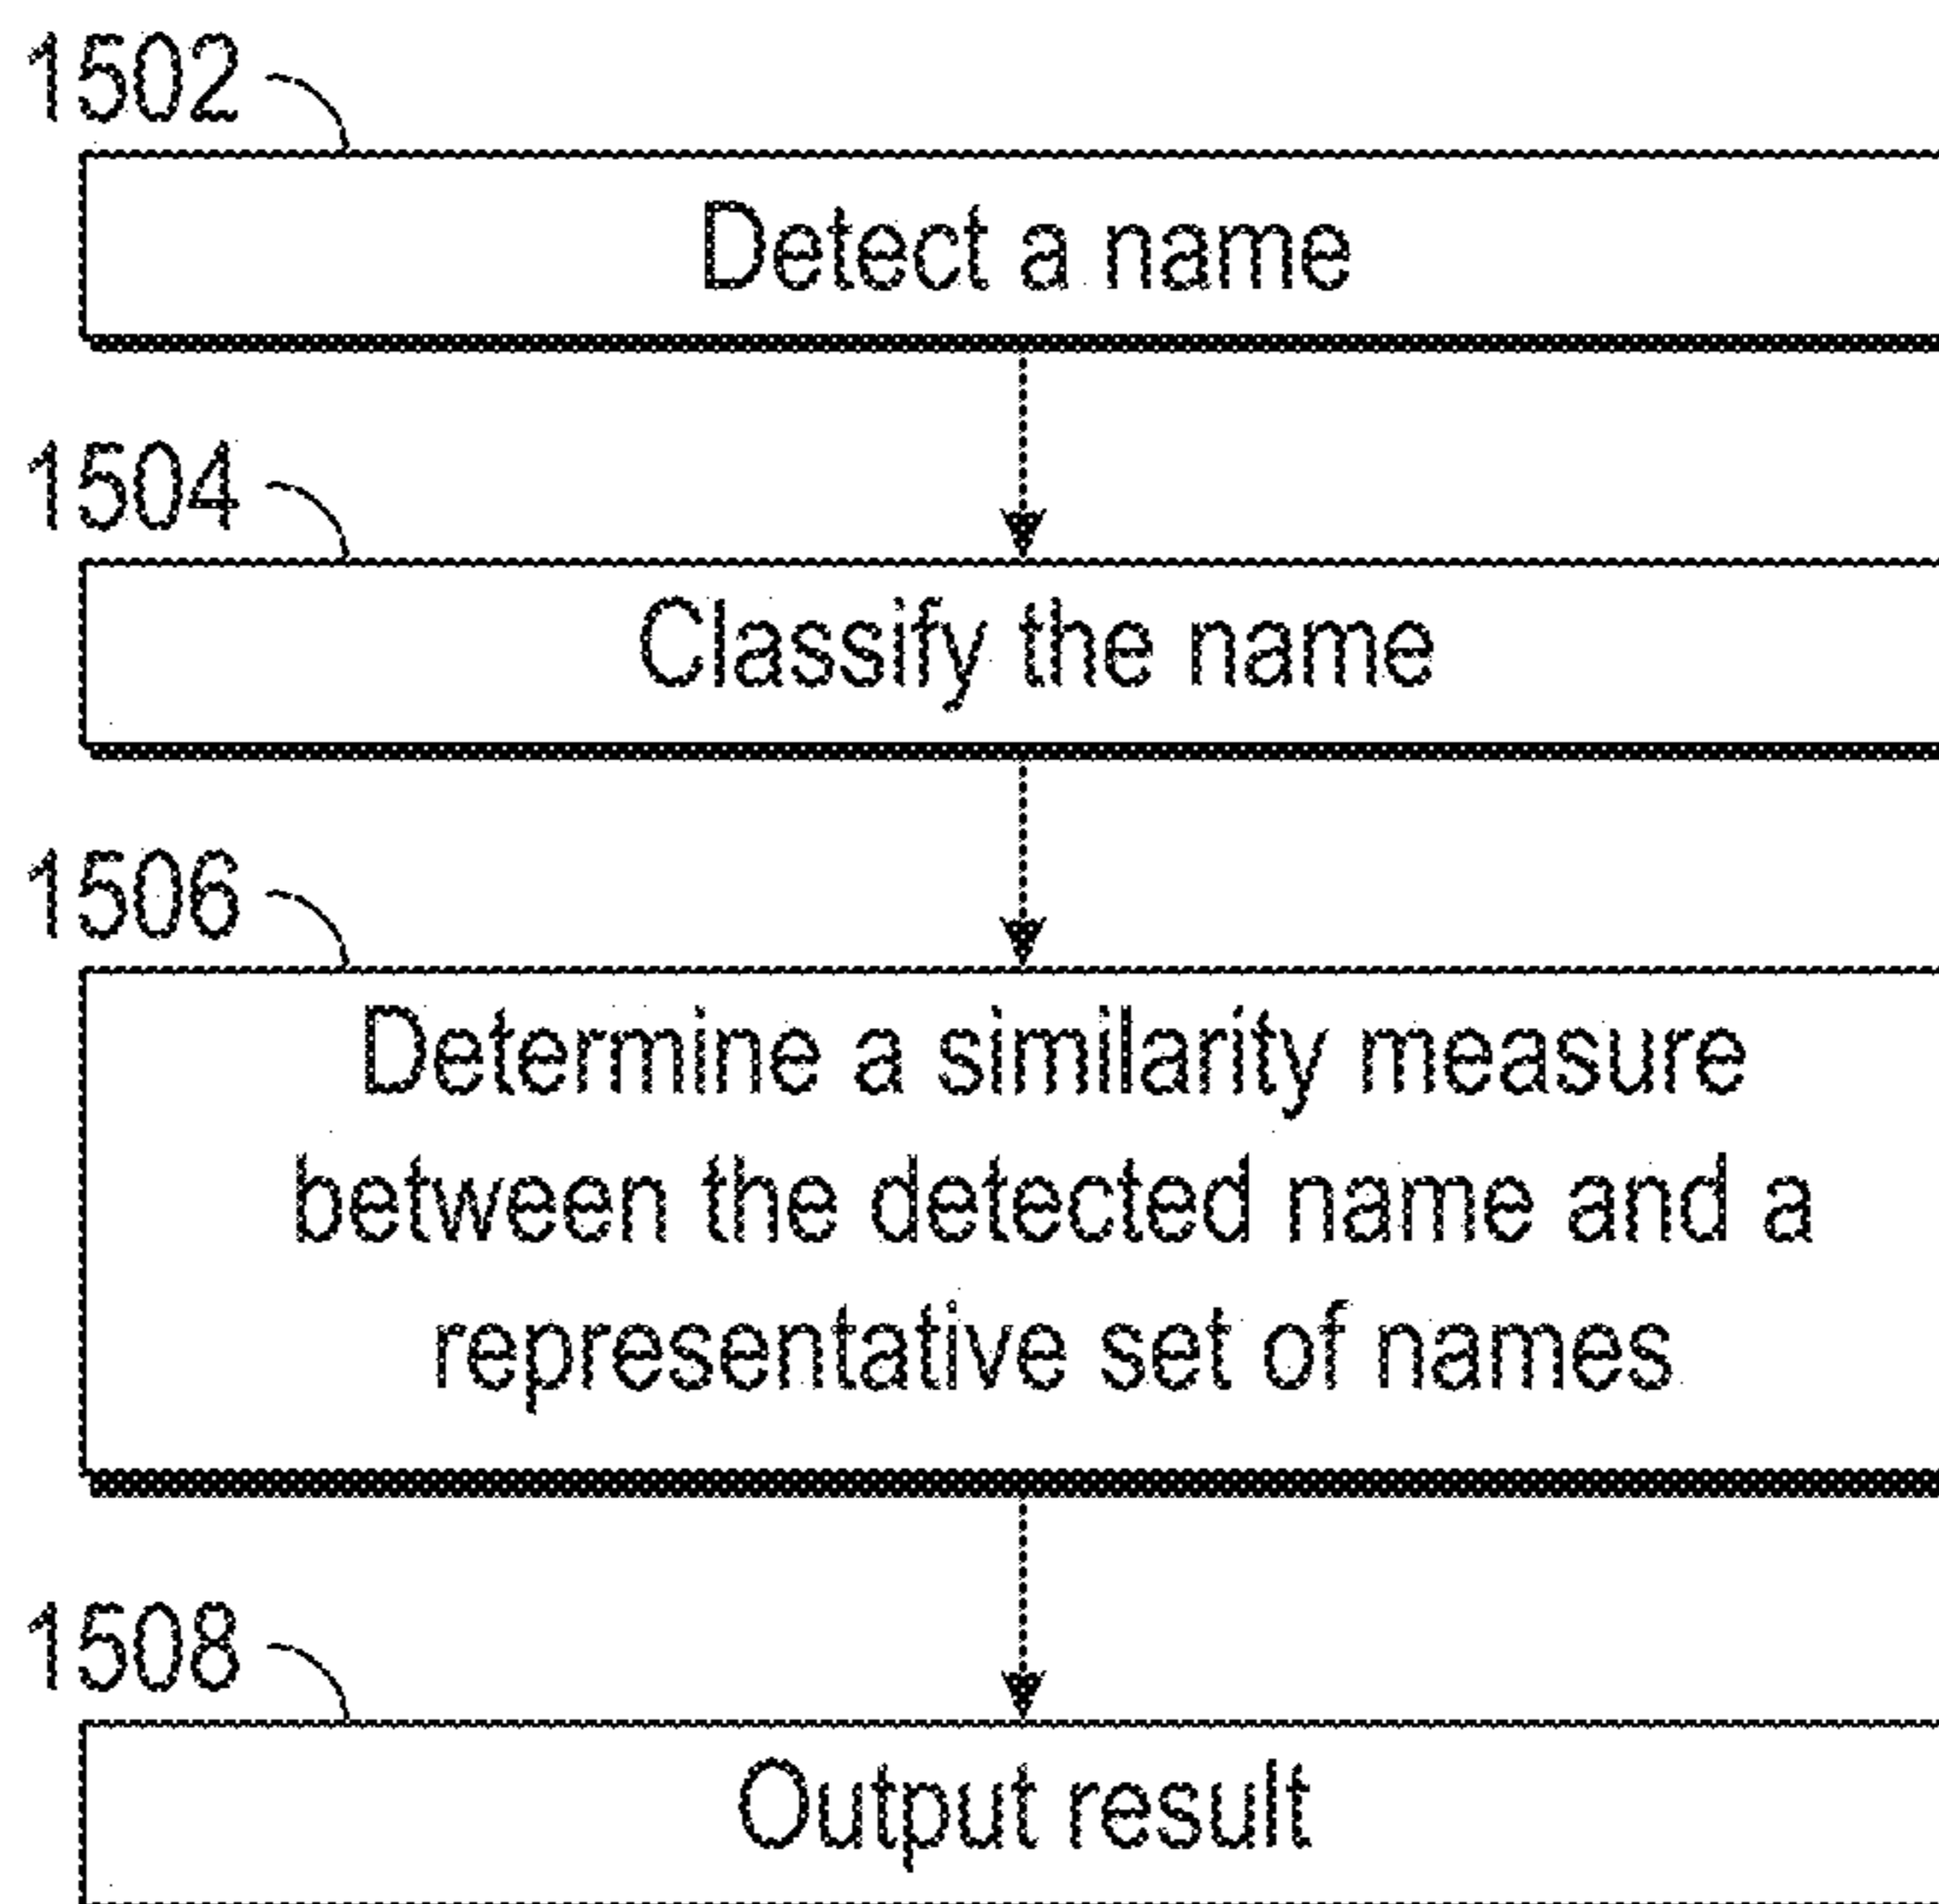 1502
Detect a name
1504
Classify the name
1506
Determine a similarity measure
between the detected name and a
representative set of names
1508
Output result